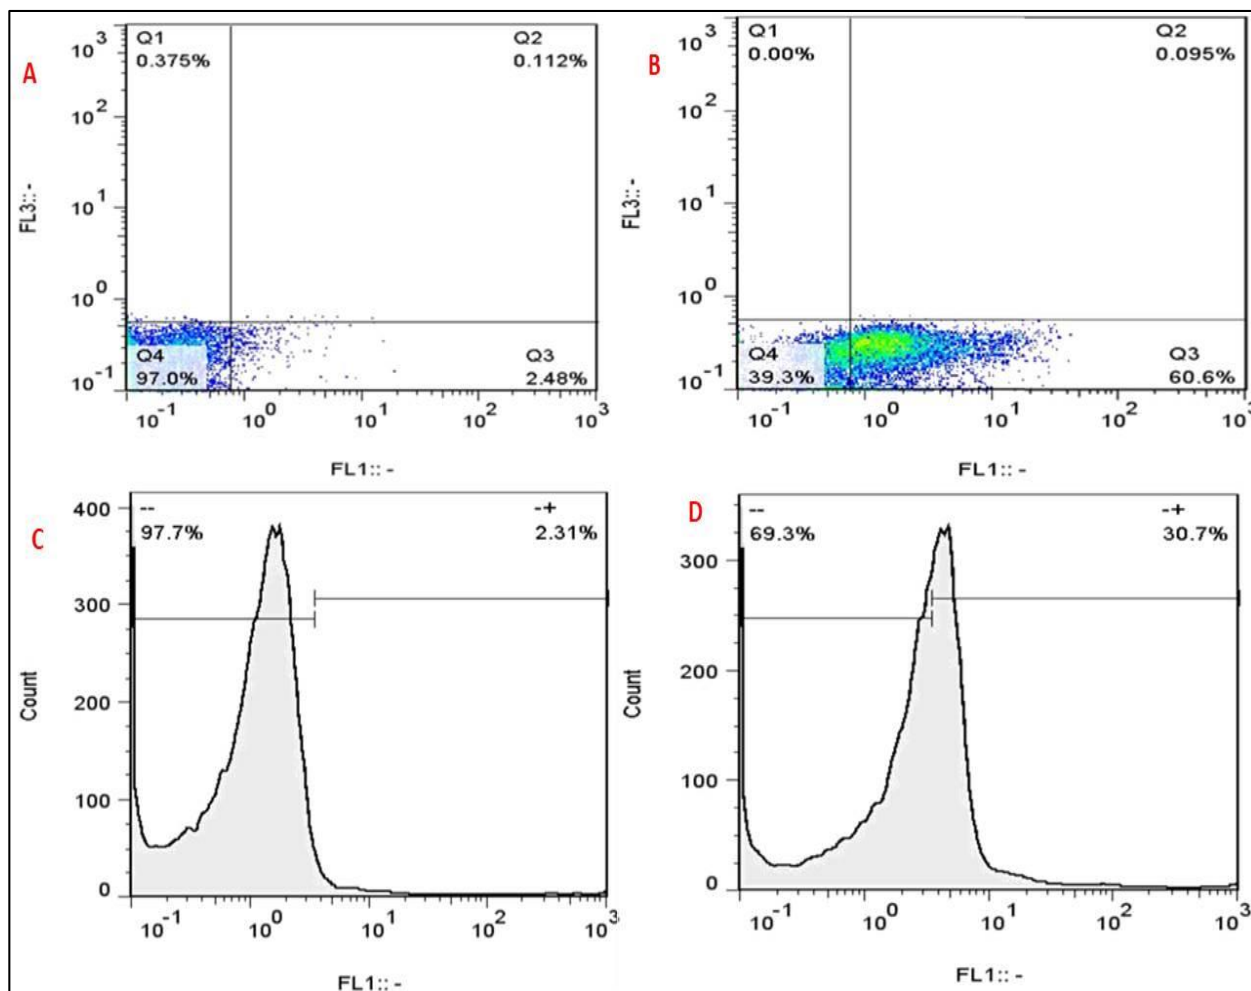 A
Q1
0.375%
Q2
0.112%
Q4
97.0%
Q3
2.48%
10^3
10^2
10^1
10^0
10^-1
FL3:: -
10^-1 10^0 10^1 10^2 10^3
FL1:: -
B
Q1
0.00%
Q2
0.095%
Q4
39.3%
Q3
60.6%
10^3
10^2
10^1
10^0
10^-1
FL3:: -
10^-1 10^0 10^1 10^2 10^3
FL1:: -
C
--
97.7%
-+
2.31%
400
300
200
100
0
Count
10^-1 10^0 10^1 10^2 10^3
FL1:: -
D
--
69.3%
-+
30.7%
300
200
100
0
Count
10^-1 10^0 10^1 10^2 10^3
FL1:: -